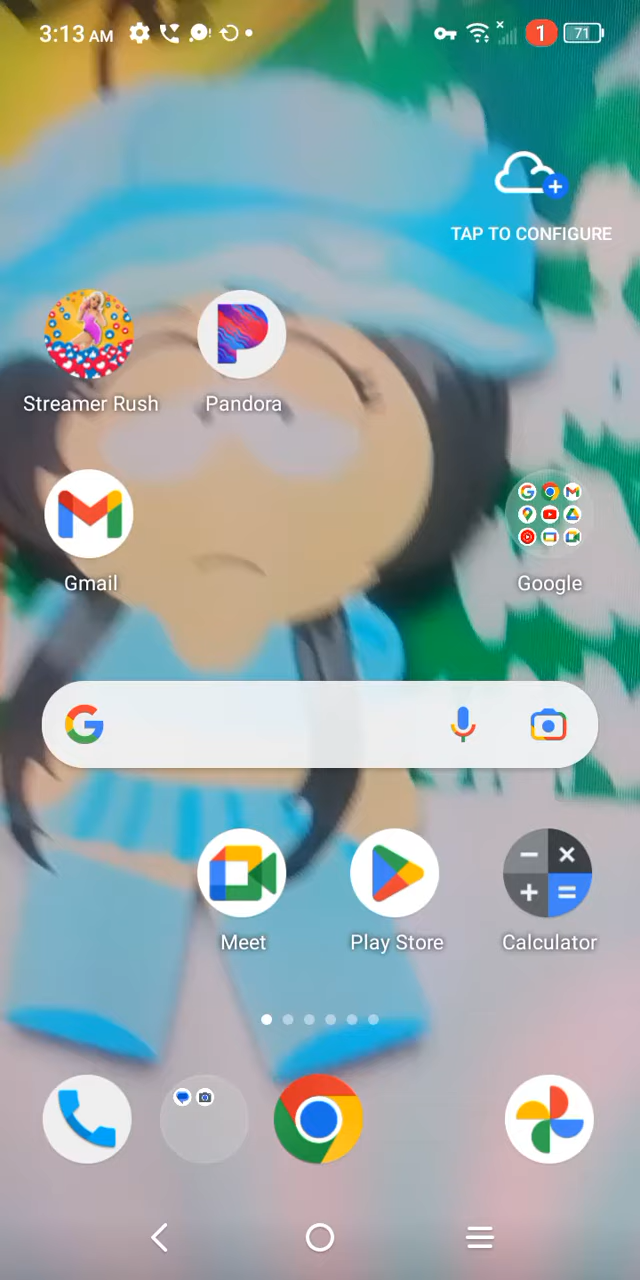 3:13 AM
1
71
TAP TO CONFIGURE
Streamer Rush
Pandora
Gmail
Google
Meet
Play Store
Calculator